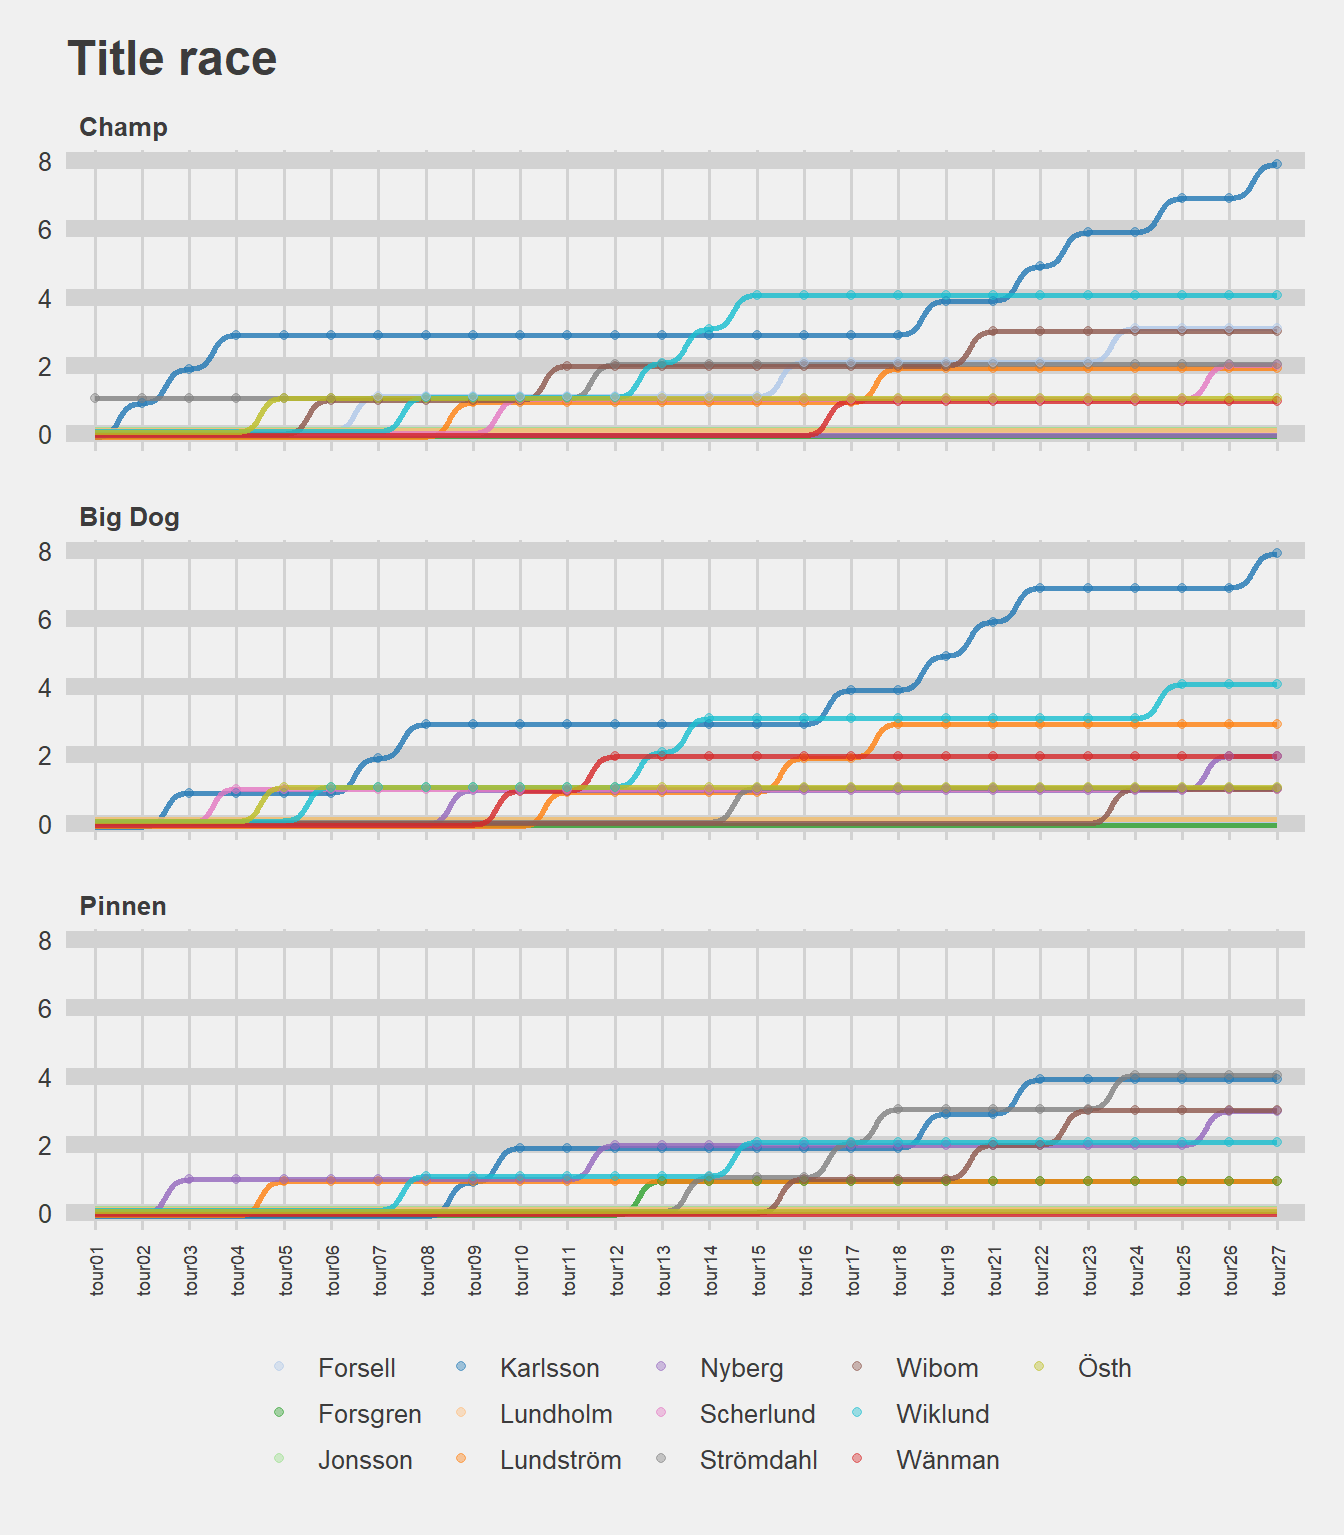 Title race
Champ
8
6
4
2
0
Big Dog
8
6
4
2
0
Pinnen
8
6
4
2
0
tour01 tour02 tour03 tour04 tour05 tour06 tour07 tour08 tour09 tour10 tour11 tour12 tour13 tour14 tour15 tour16 tour17 tour18 tour19 tour21 tour22 tour23 tour24 tour25 tour26 tour27
Forsell Karlsson Nyberg Wibom Östh
Forsgren Lundholm Scherlund Wiklund
Jonsson Lundström Strömdahl Wänman